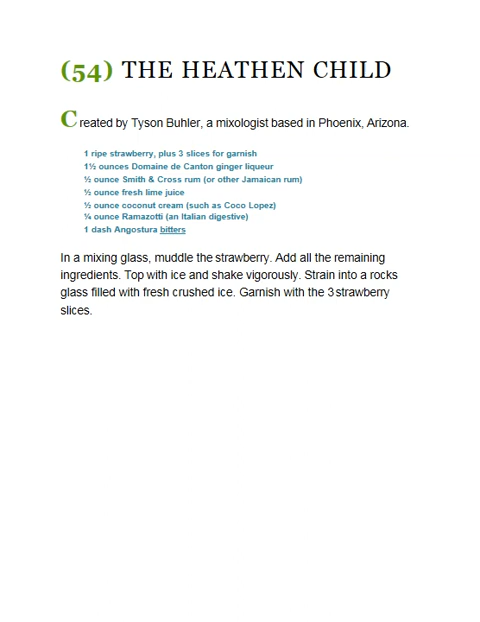 (54) THE HEATHEN CHILD
Created by Tyson Buhler, a mixologist based in Phoenix, Arizona.
1 ripe strawberry, plus 3 slices for garnish
1½ ounces Domaine de Canton ginger liqueur
½ ounce Smith & Cross rum (or other Jamaican rum)
½ ounce fresh lime juice
½ ounce coconut cream (such as Coco Lopez)
¼ ounce Ramazotti (an Italian digestive)
1 dash Angostura bitters
In a mixing glass, muddle the strawberry. Add all the remaining
ingredients. Top with ice and shake vigorously. Strain into a rocks
glass filled with fresh crushed ice. Garnish with the 3 strawberry
slices.